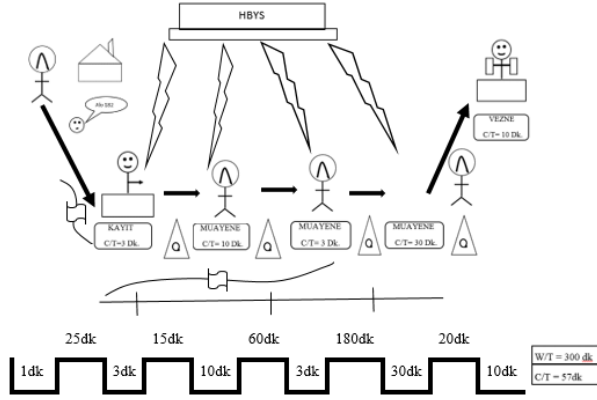 HBYS
VEZNE
C/T= 10 Dk.
KAYIT
C/T=3 Dk.
Q
MUAYENE
C/T= 10 Dk.
Q
MUAYENE
C/T= 3 Dk.
Q
MUAYENE
C/T= 30 Dk.
Q
25dk 15dk 60dk 180dk 20dk
1dk 3dk 10dk 3dk 30dk 10dk
W/T = 300 dk
C/T = 57dk